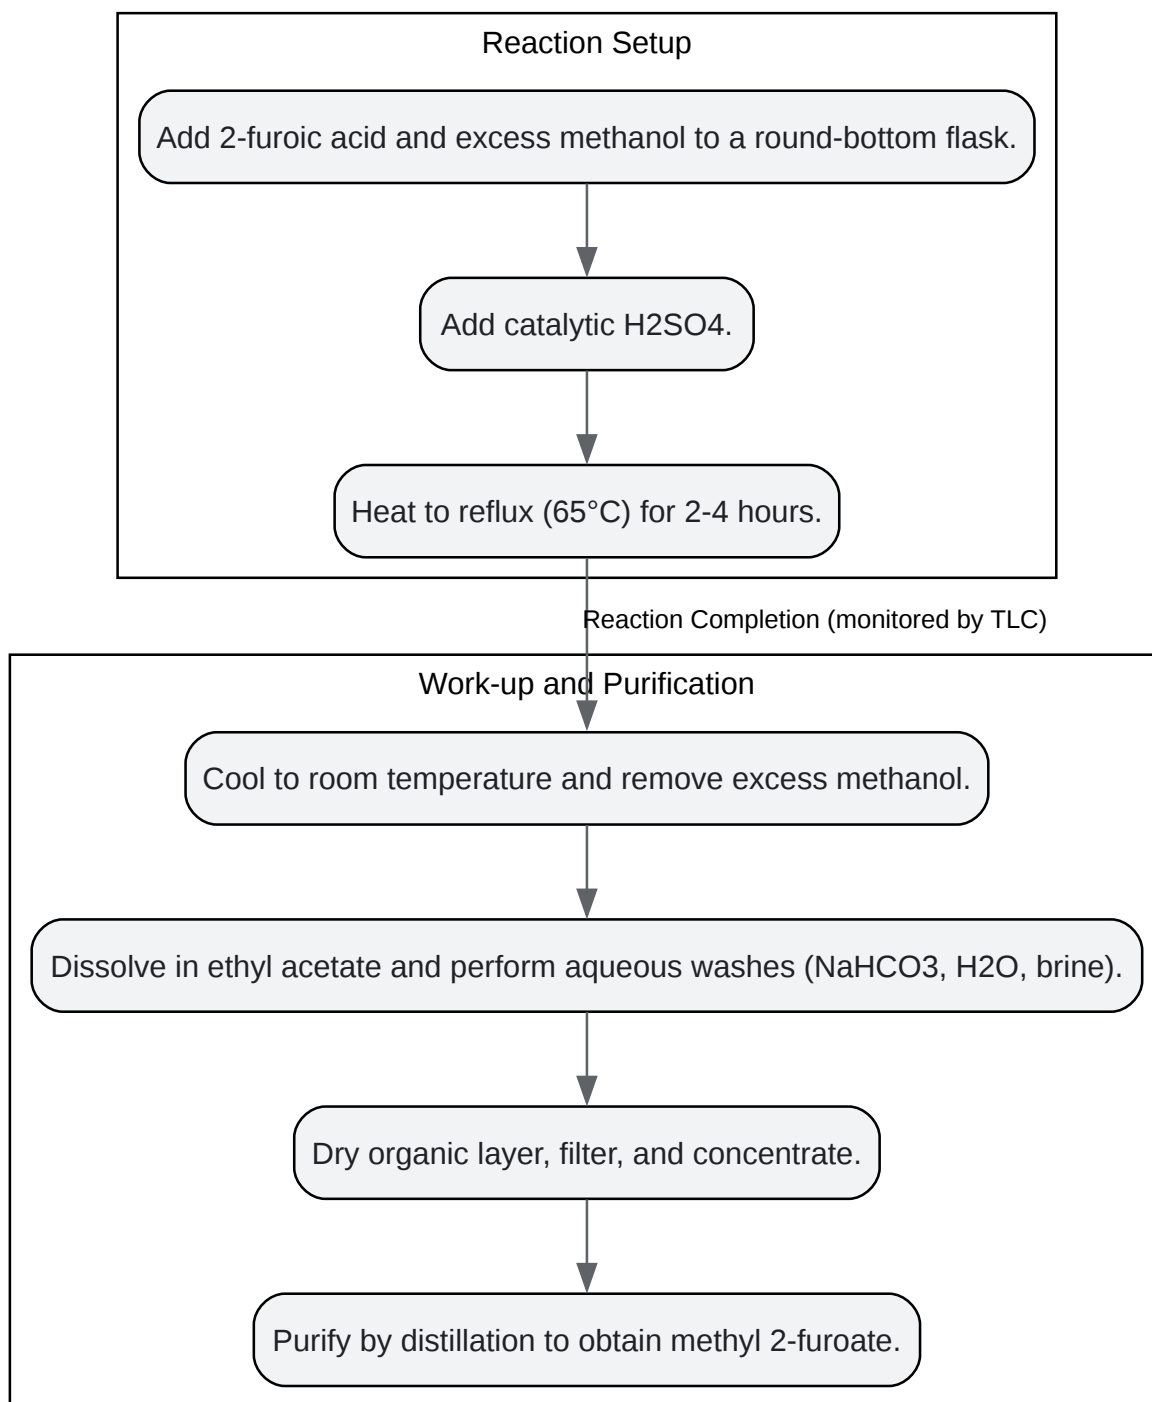 Reaction Setup
Add 2-furoic acid and excess methanol to a round-bottom flask.
Add catalytic H2SO4.
Heat to reflux (65°C) for 2-4 hours.
Reaction Completion (monitored by TLC)
Work-up and Purification
Cool to room temperature and remove excess methanol.
Dissolve in ethyl acetate and perform aqueous washes (NaHCO3, H2O, brine).
Dry organic layer, filter, and concentrate.
Purify by distillation to obtain methyl 2-furoate.